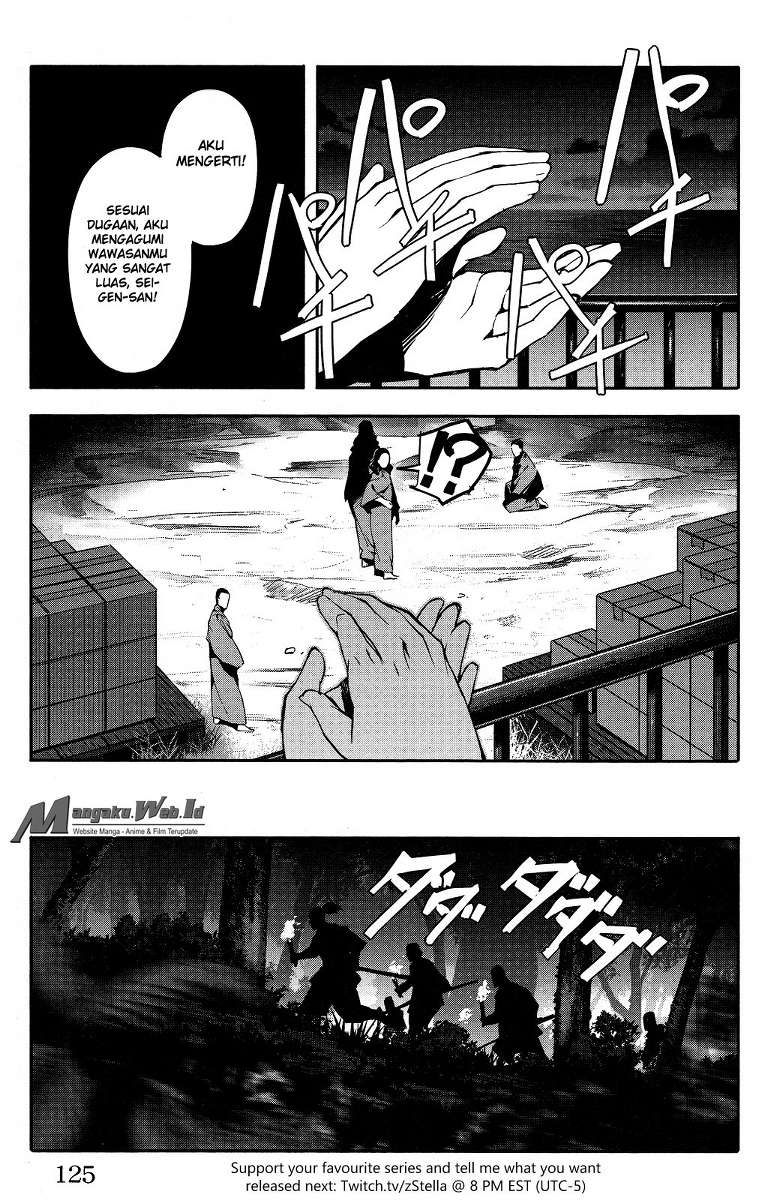 AKU
MENGERTI!
SESUAI
DUGAAN, AKU
MENGAGUMI
WAWASANMU
YANG SANGAT
LUAS, SEI-
GEN-SAN!
パチ
パチ
パチ
パチ
パチ
!?
Mangaku.Web.Id
Website Manga - Anime & Film Terupdate
ダダ
ダダダ
125
Support your favourite series and tell me what you want
released next: Twitch.tv/zStella @ 8 PM EST (UTC-5)